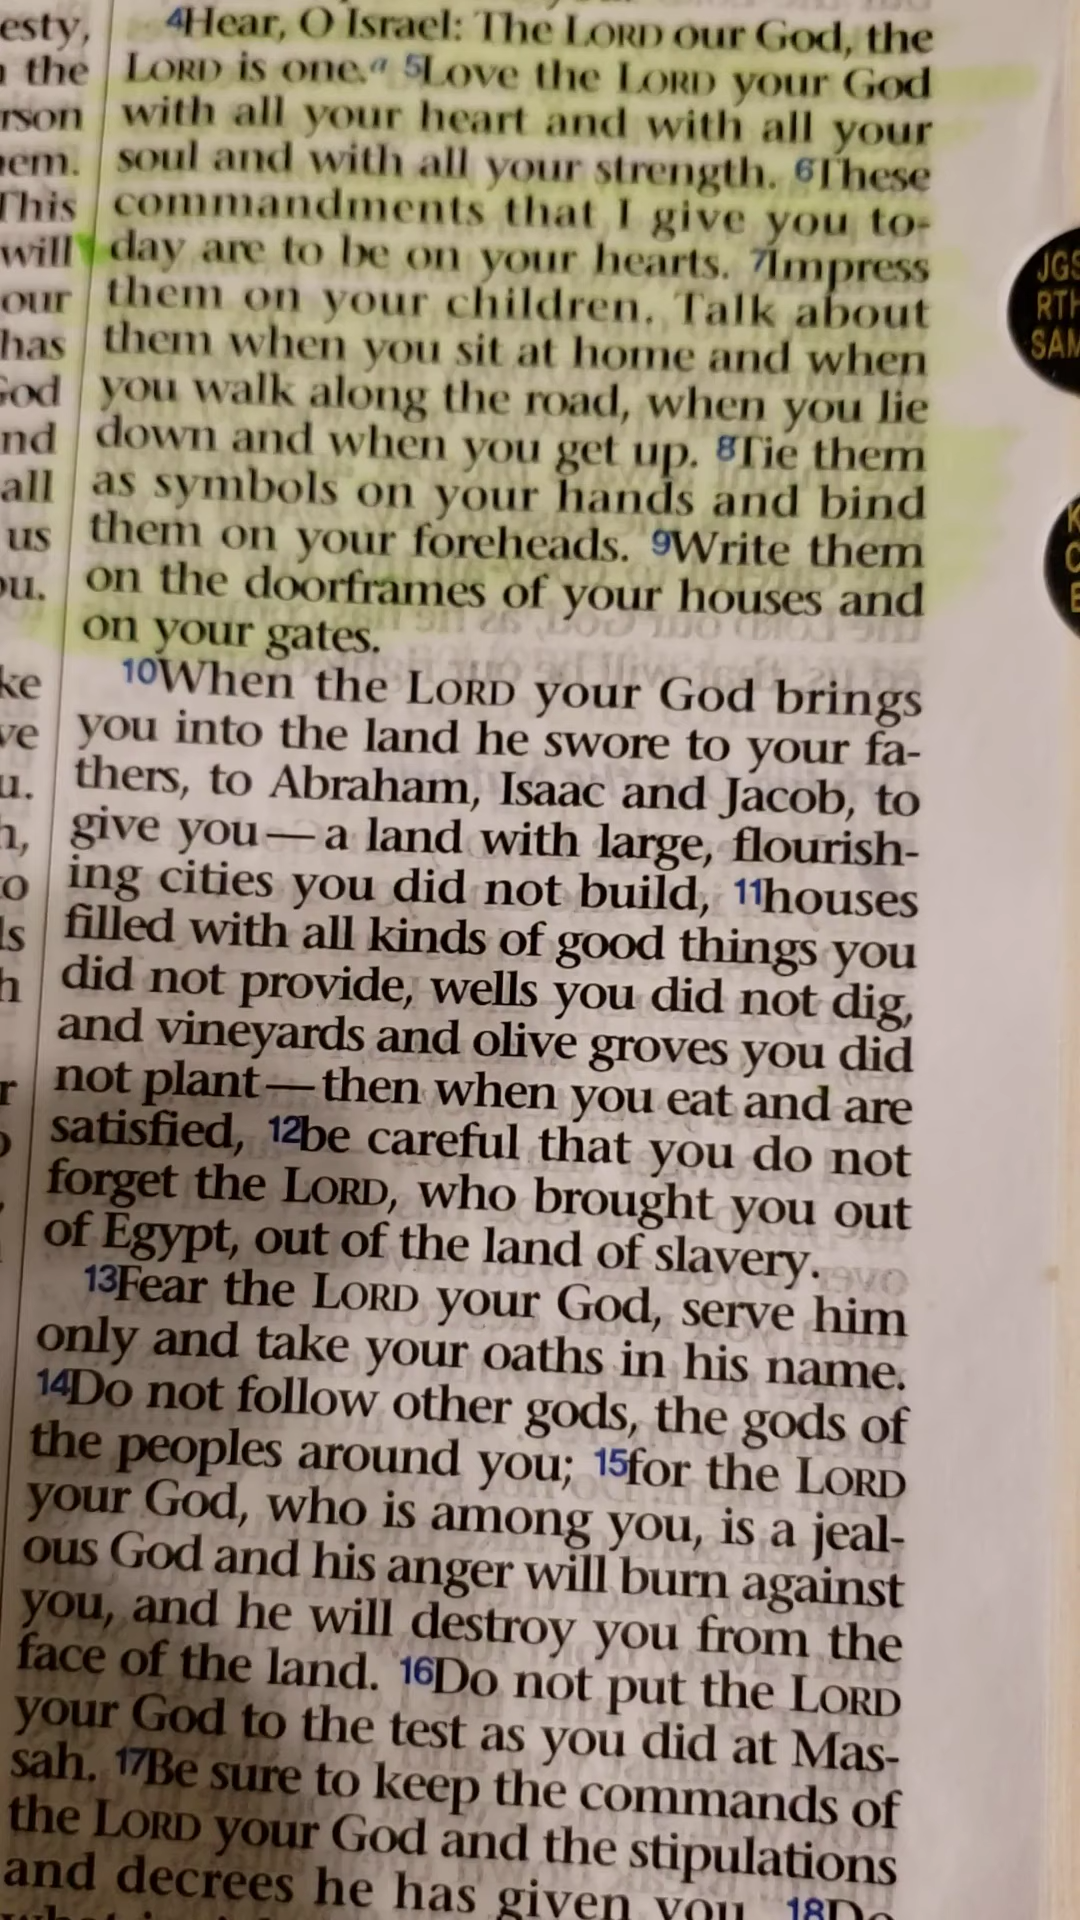 esty,
the
rson
em.
This
will
our
has
God
nd
all
us
ou.
ke
ve
u.
h,
o
ls
h
r
4Hear, O Israel: The LORD our God, the
LORD is one.a 5Love the LORD your God
with all your heart and with all your
soul and with all your strength. 6These
commandments that I give you to-
day are to be on your hearts. 7Impress
them on your children. Talk about
them when you sit at home and when
you walk along the road, when you lie
down and when you get up. 8Tie them
as symbols on your hands and bind
them on your foreheads. 9Write them
on the doorframes of your houses and
on your gates.
10When the LORD your God brings
you into the land he swore to your fa-
thers, to Abraham, Isaac and Jacob, to
give you—a land with large, flourish-
ing cities you did not build, 11houses
filled with all kinds of good things you
did not provide, wells you did not dig,
and vineyards and olive groves you did
not plant—then when you eat and are
satisfied, 12be careful that you do not
forget the LORD, who brought you out
of Egypt, out of the land of slavery.
13Fear the LORD your God, serve him
only and take your oaths in his name.
14Do not follow other gods, the gods of
the peoples around you; 15for the LORD
your God, who is among you, is a jeal-
ous God and his anger will burn against
you, and he will destroy you from the
face of the land. 16Do not put the LORD
your God to the test as you did at Mas-
sah. 17Be sure to keep the commands of
the LORD your God and the stipulations
and decrees he has given you. 18Do
JGS
RTH
SAM